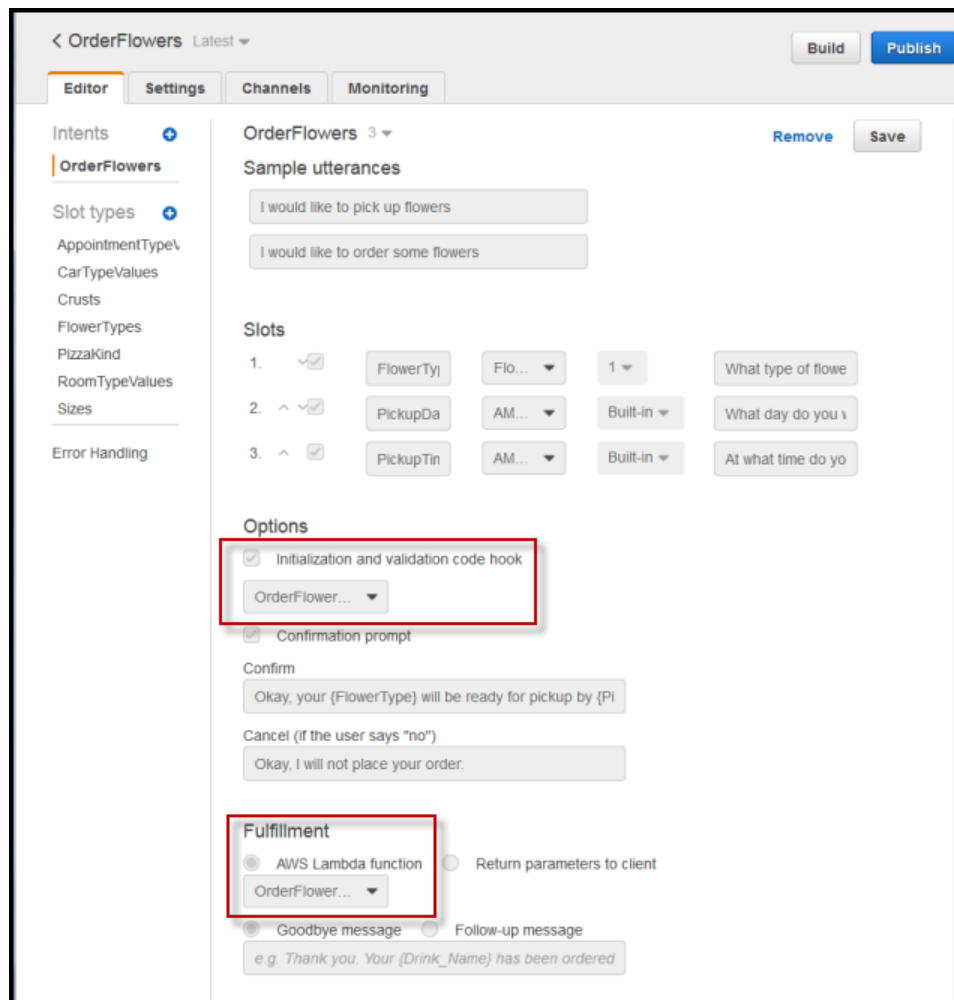 OrderFlowers Latest
Build
Publish
Editor
Settings
Channels
Monitoring
Intents
OrderFlowers
Slot types
AppointmentTypeV
CarTypeValues
Crusts
FlowerTypes
PizzaKind
RoomTypeValues
Sizes
Error Handling
OrderFlowers 3
Remove
Save
Sample utterances
I would like to pick up flowers
I would like to order some flowers
Slots
1. FlowerTyp Flo... 1 What type of flowe
2. PickupDa AM... Built-in What day do you v
3. PickupTin AM... Built-in At what time do yo
Options
Initialization and validation code hook
OrderFlower...
Confirmation prompt
Confirm
Okay, your {FlowerType} will be ready for pickup by {Pi
Cancel (if the user says "no")
Okay, I will not place your order.
Fulfillment
AWS Lambda function Return parameters to client
OrderFlower...
Goodbye message Follow-up message
e.g. Thank you. Your {Drink_Name} has been ordered